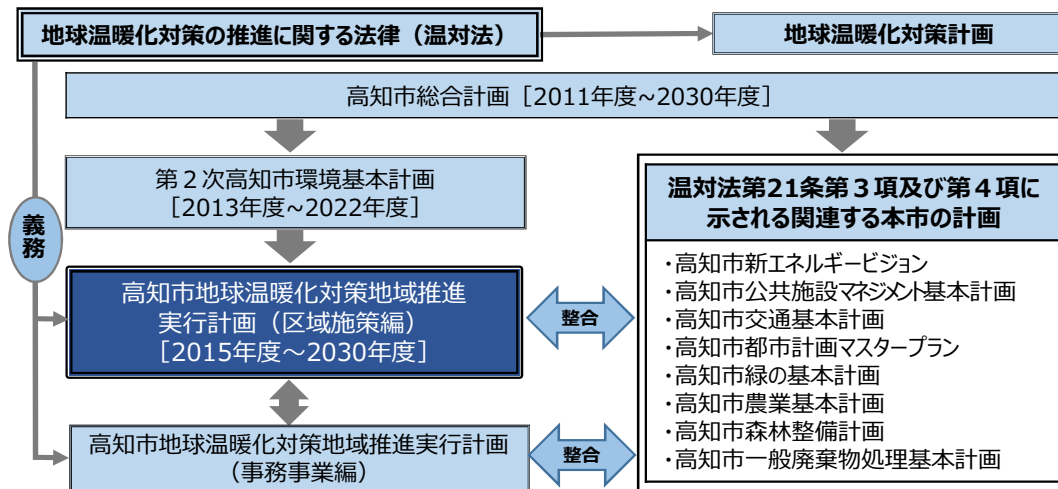 地球温暖化対策の推進に関する法律（温対法）
地球温暖化対策計画
高知市総合計画［2011年度~2030年度］
第２次高知市環境基本計画
［2013年度~2022年度］
義務
高知市地球温暖化対策地域推進
実行計画（区域施策編）
［2015年度～2030年度］
整合
高知市地球温暖化対策地域推進実行計画
（事務事業編）
整合
温対法第21条第３項及び第４項に
示される関連する本市の計画
・高知市新エネルギービジョン
・高知市公共施設マネジメント基本計画
・高知市交通基本計画
・高知市都市計画マスタープラン
・高知市緑の基本計画
・高知市農業基本計画
・高知市森林整備計画
・高知市一般廃棄物処理基本計画